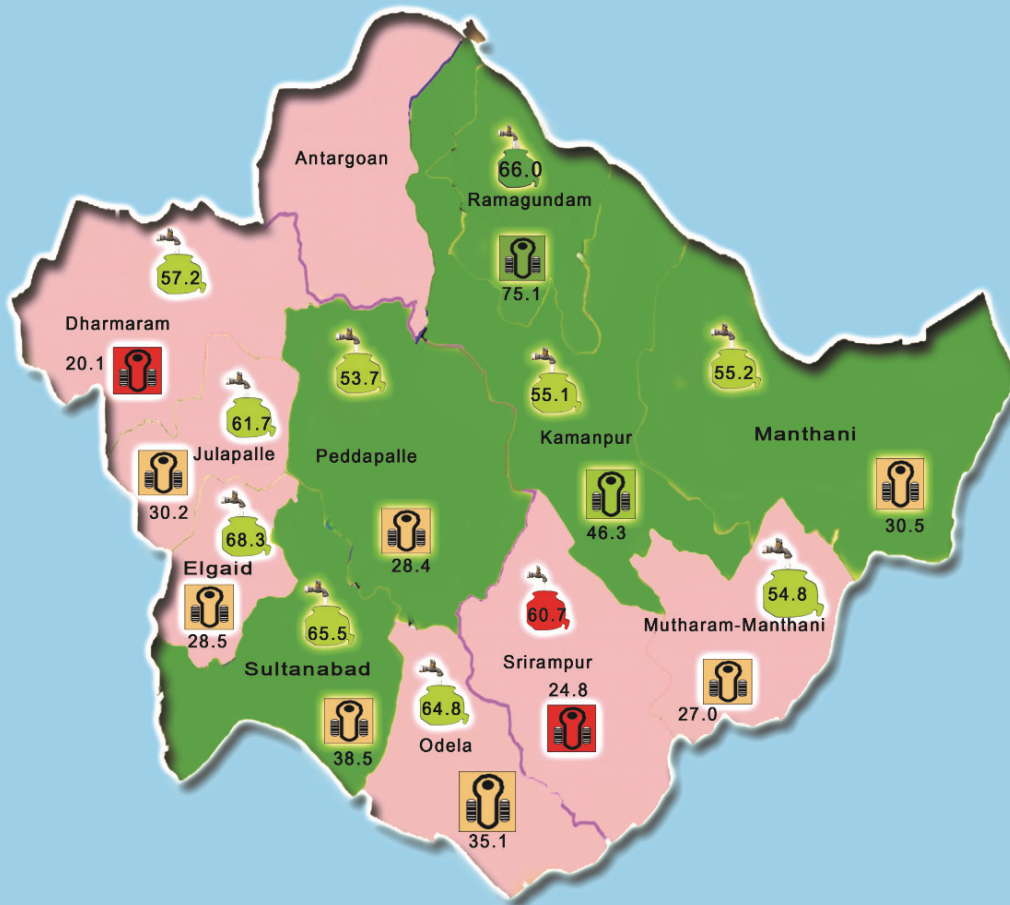 Antargoan
66.0
Ramagundam
75.1
57.2
Dharmaram
20.1
53.7
55.1
55.2
61.7
Kamanpur
Manthani
Julapalle
Peddapalle
30.2
46.3
30.5
68.3
28.4
Elgaid
28.5
54.8
60.7
65.5
Mutharam-Manthani
Sultanabad
Srirampur
24.8
27.0
64.8
Odela
38.5
35.1